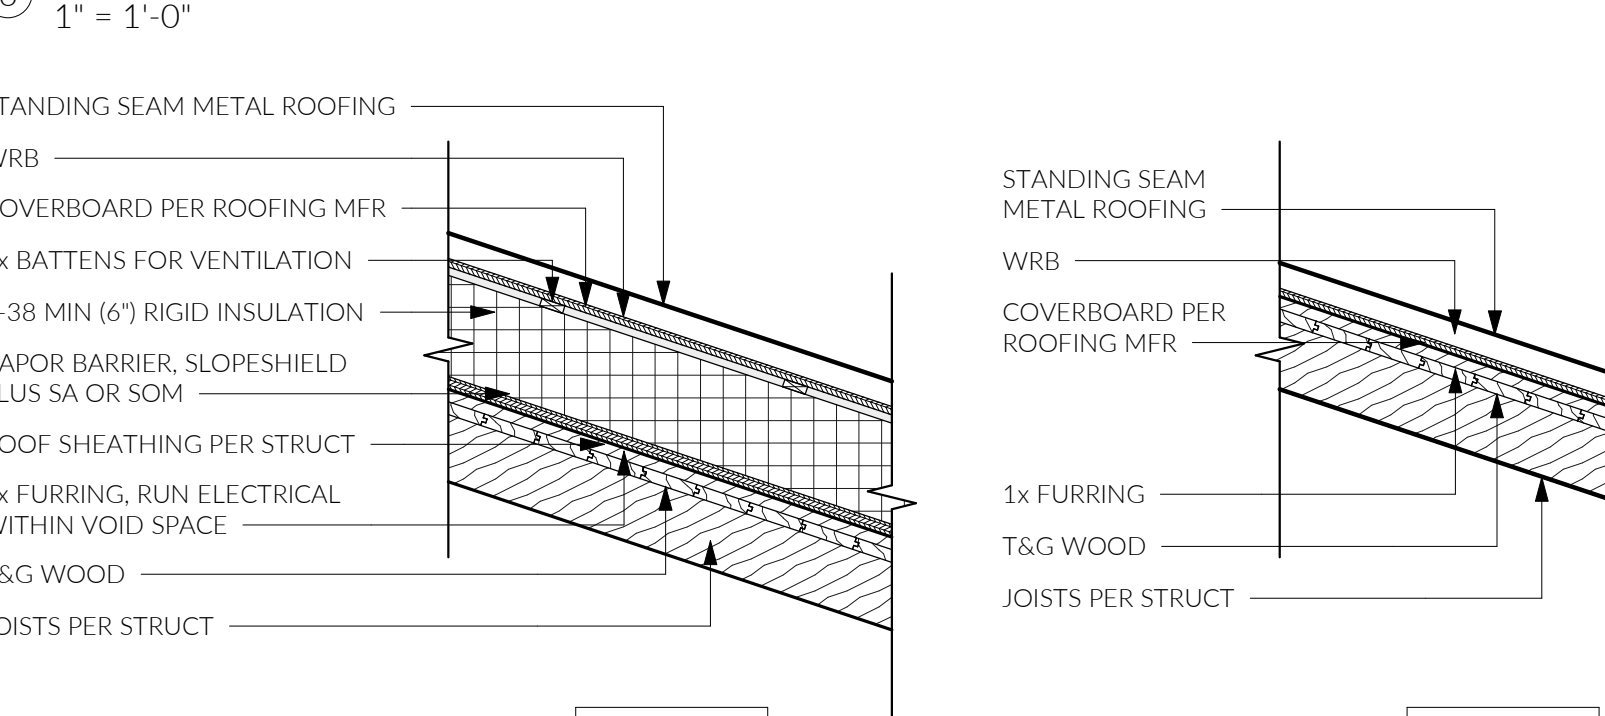 1" = 1'-0"
TANDING SEAM METAL ROOFING
WRB
OVERBOARD PER ROOFING MFR
x BATTENS FOR VENTILATION
-38 MIN (6") RIGID INSULATION
APOR BARRIER, SLOPESHIELD
LUS SA OR SOM
OOF SHEATHING PER STRUCT
x FURRING, RUN ELECTRICAL
WITHIN VOID SPACE
&G WOOD
OISTS PER STRUCT
STANDING SEAM
METAL ROOFING
WRB
COVERBOARD PER
ROOFING MFR
1x FURRING
T&G WOOD
JOISTS PER STRUCT